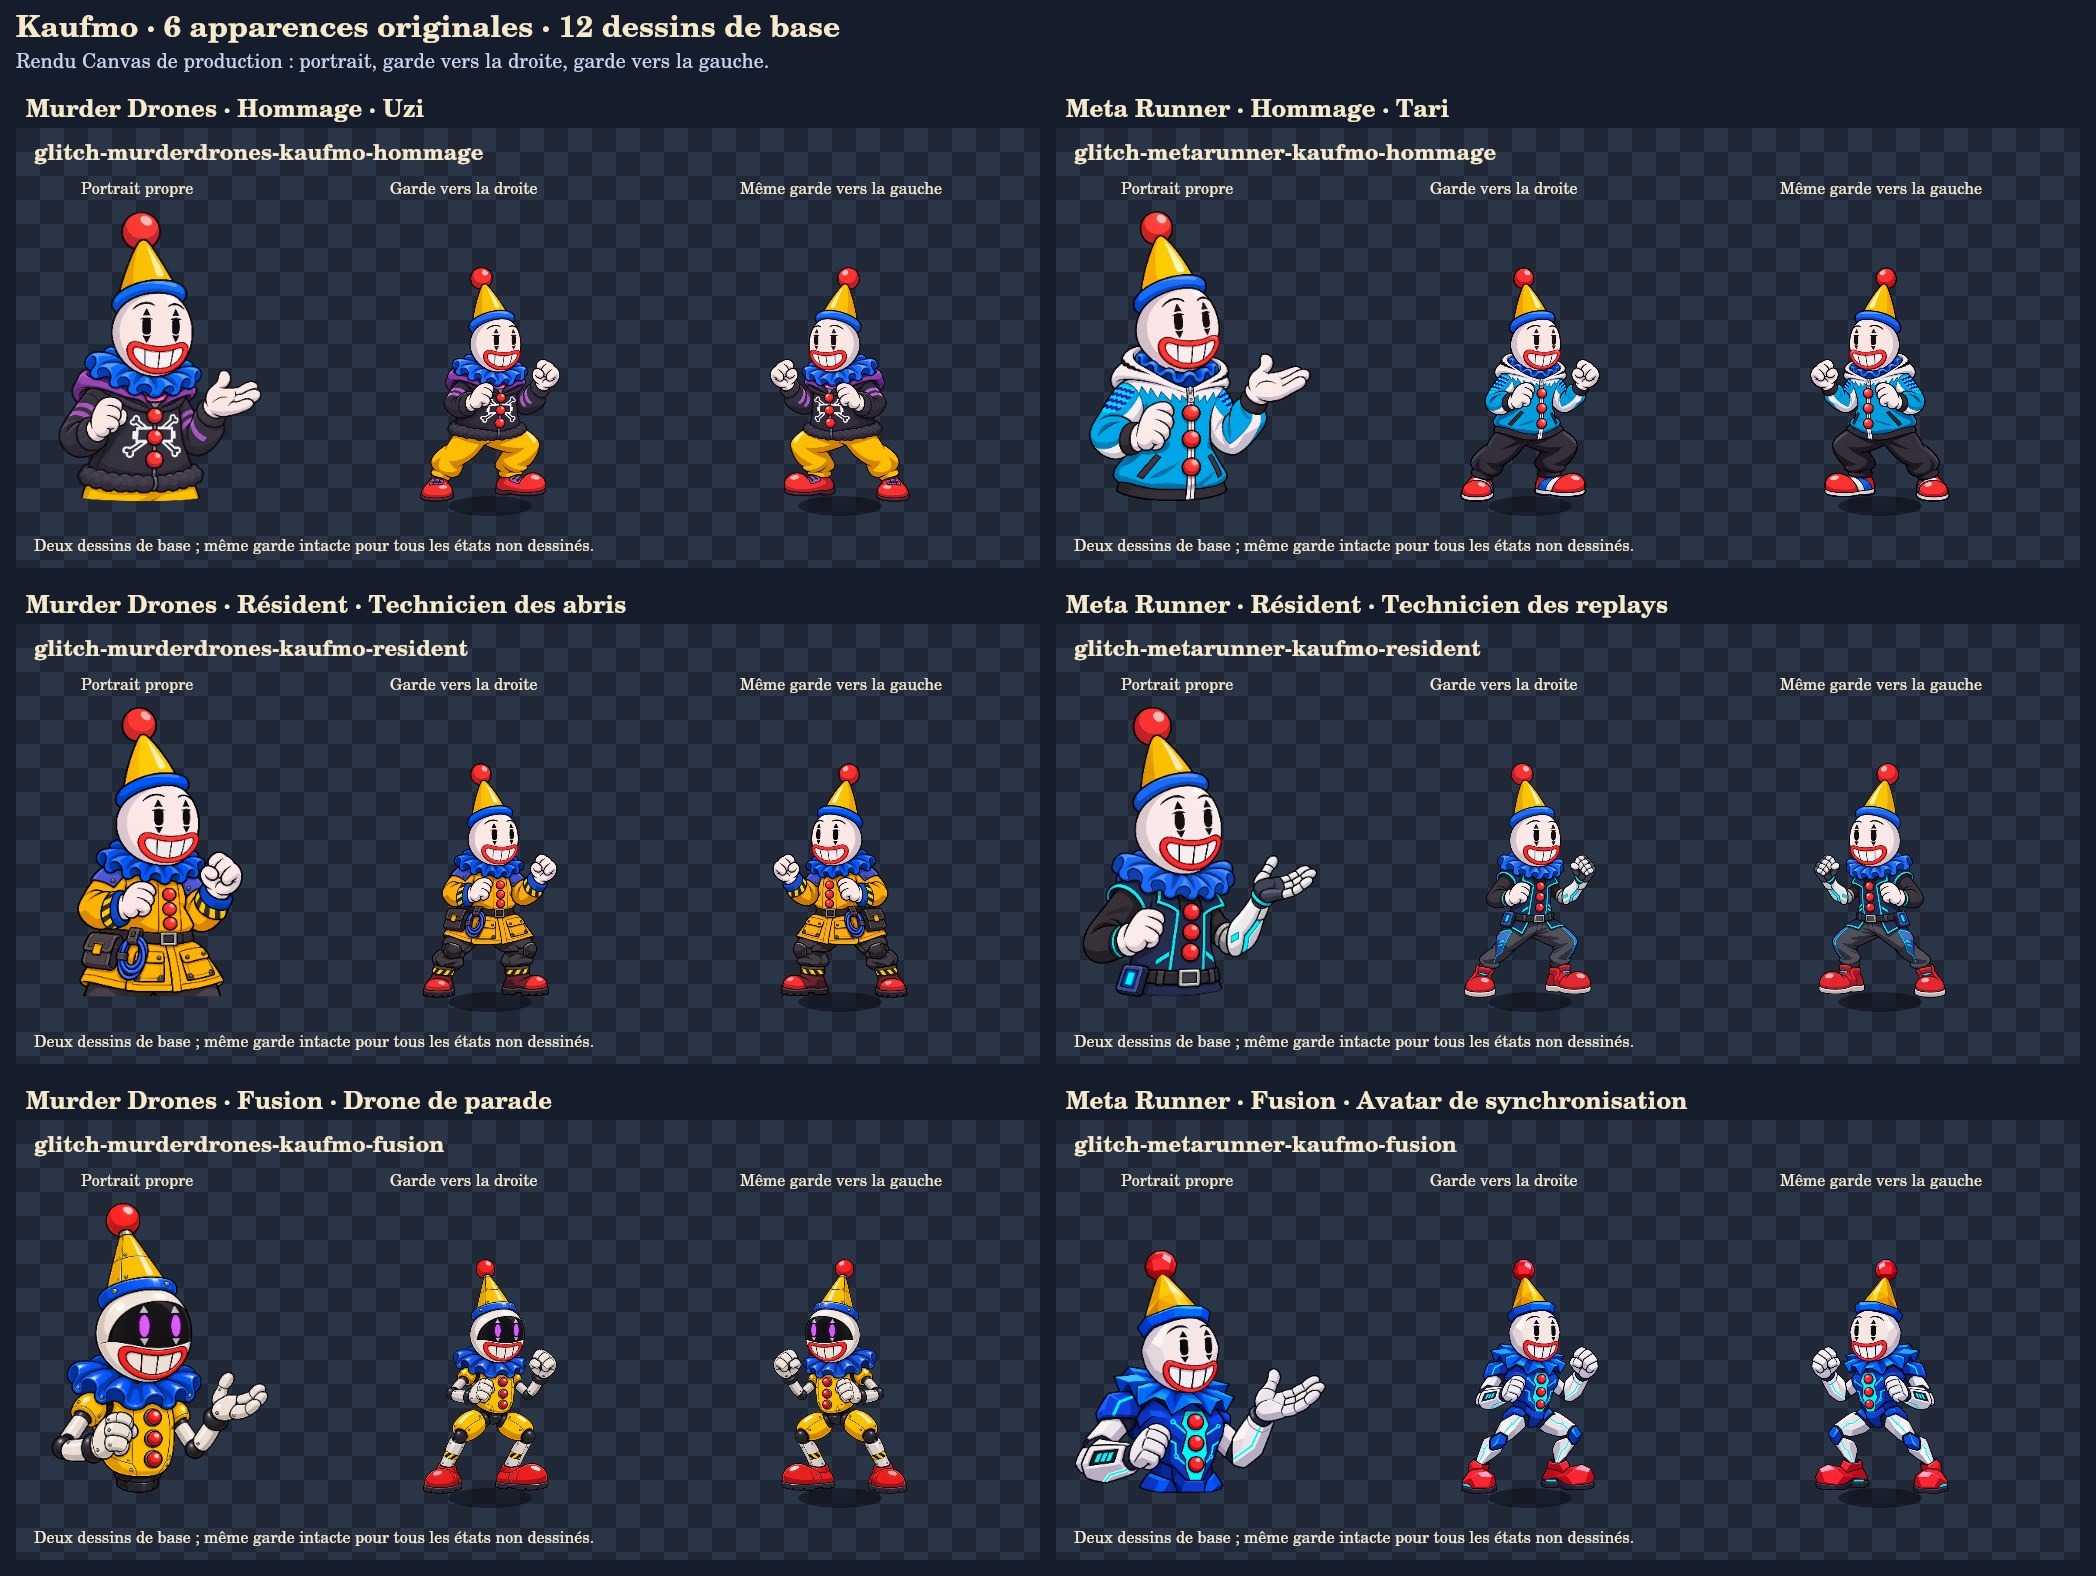 Kaufmo · 6 apparences originales · 12 dessins de base
Rendu Canvas de production : portrait, garde vers la droite, garde vers la gauche.
Murder Drones · Hommage · Uzi
glitch-murderdrones-kaufmo-hommage
Portrait propre
Garde vers la droite
Même garde vers la gauche
Deux dessins de base ; même garde intacte pour tous les états non dessinés.
Meta Runner · Hommage · Tari
glitch-metarunner-kaufmo-hommage
Portrait propre
Garde vers la droite
Même garde vers la gauche
Deux dessins de base ; même garde intacte pour tous les états non dessinés.
Murder Drones · Résident · Technicien des abris
glitch-murderdrones-kaufmo-resident
Portrait propre
Garde vers la droite
Même garde vers la gauche
Deux dessins de base ; même garde intacte pour tous les états non dessinés.
Meta Runner · Résident · Technicien des replays
glitch-metarunner-kaufmo-resident
Portrait propre
Garde vers la droite
Même garde vers la gauche
Deux dessins de base ; même garde intacte pour tous les états non dessinés.
Murder Drones · Fusion · Drone de parade
glitch-murderdrones-kaufmo-fusion
Portrait propre
Garde vers la droite
Même garde vers la gauche
Deux dessins de base ; même garde intacte pour tous les états non dessinés.
Meta Runner · Fusion · Avatar de synchronisation
glitch-metarunner-kaufmo-fusion
Portrait propre
Garde vers la droite
Même garde vers la gauche
Deux dessins de base ; même garde intacte pour tous les états non dessinés.